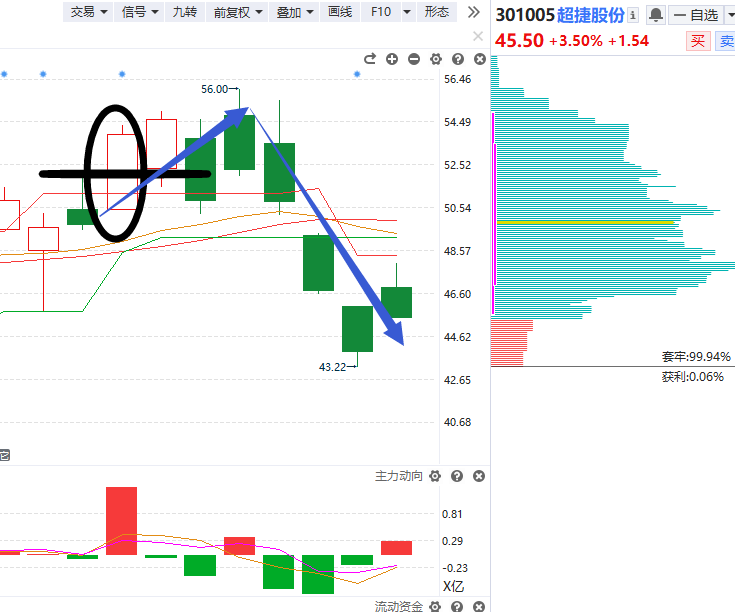 交易 信号 九转 前复权 叠加 画线 F10 形态
301005 超捷股份
自选
45.50 +3.50% +1.54
买 卖
56.46
56.00
54.49
52.52
50.54
48.57
46.60
44.62
43.22
42.65
40.68
套牢:99.94%
获利:0.06%
主力动向
0.81
0.29
-0.23
X亿
流动资金